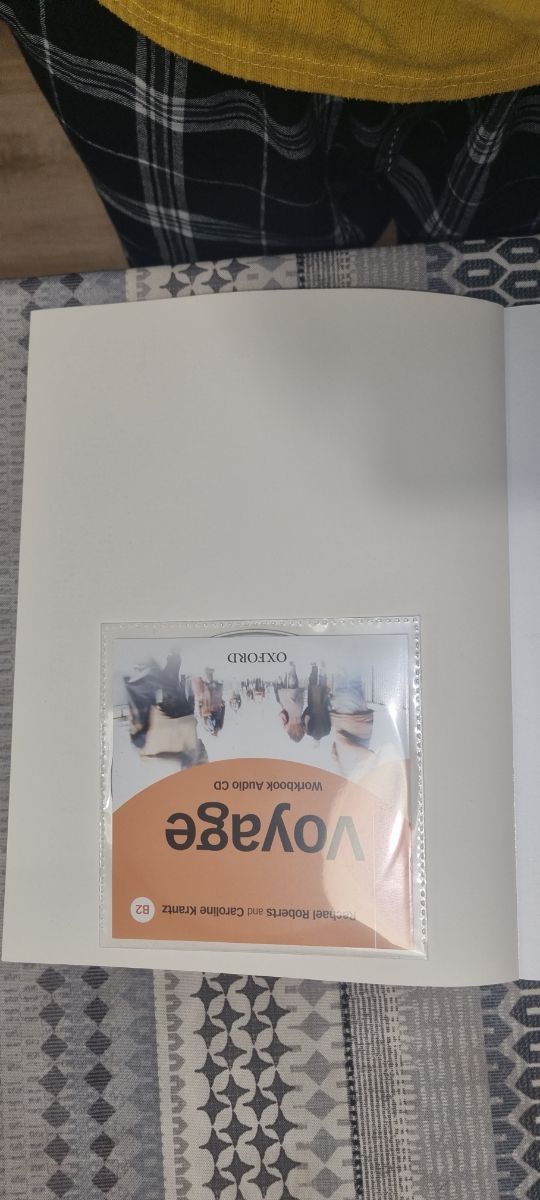 Rachael Roberts and Caroline Krantz
B2
voyage
Workbook Audio CD
OXFORD